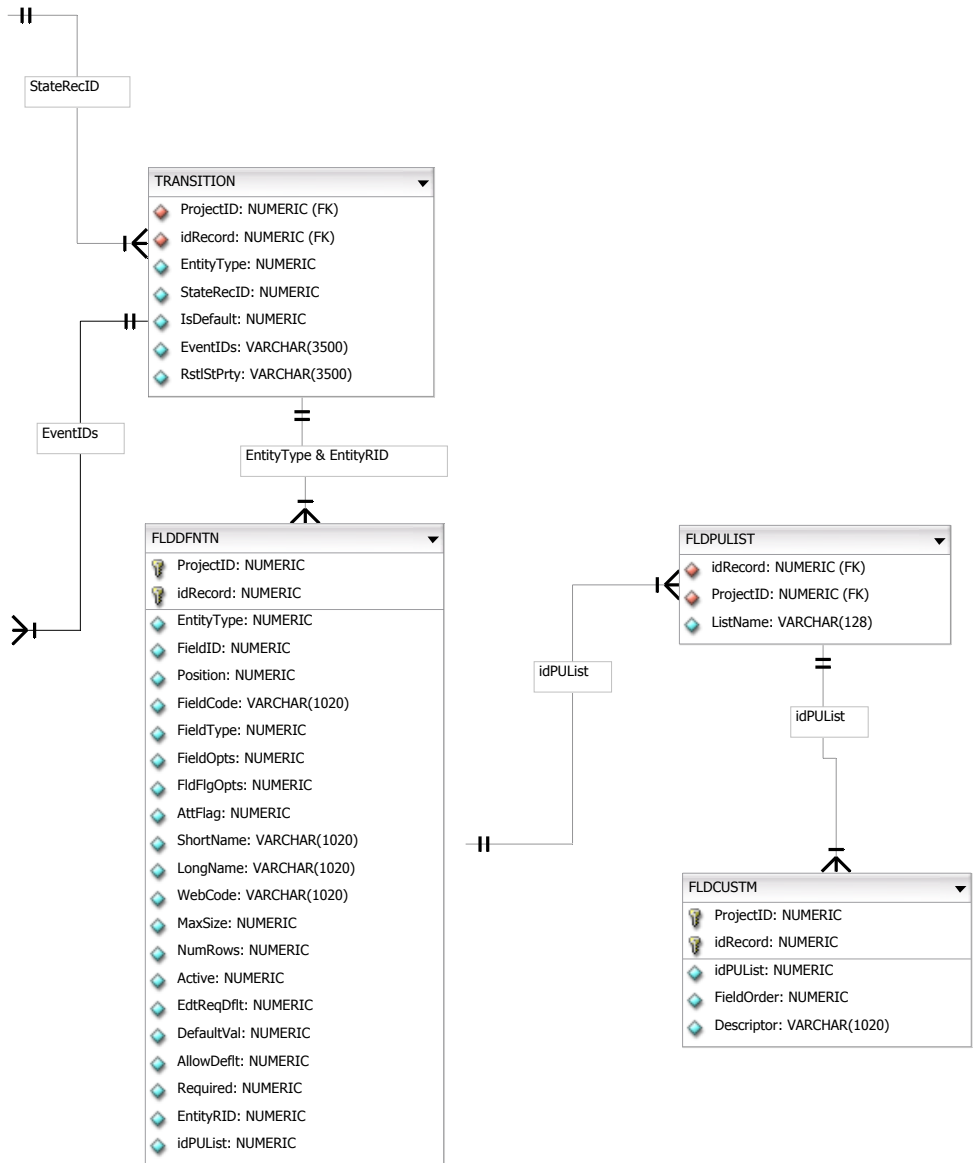 StateRecID
TRANSITION
ProjectID: NUMERIC (FK)
idRecord: NUMERIC (FK)
EntityType: NUMERIC
StateRecID: NUMERIC
IsDefault: NUMERIC
EventIDs: VARCHAR(3500)
RstlStPrty: VARCHAR(3500)
EventIDs
EntityType & EntityRID
FLDDFNTN
ProjectID: NUMERIC
idRecord: NUMERIC
EntityType: NUMERIC
FieldID: NUMERIC
Position: NUMERIC
FieldCode: VARCHAR(1020)
FieldType: NUMERIC
FieldOpts: NUMERIC
FldFlgOpts: NUMERIC
AttFlag: NUMERIC
ShortName: VARCHAR(1020)
LongName: VARCHAR(1020)
WebCode: VARCHAR(1020)
MaxSize: NUMERIC
NumRows: NUMERIC
Active: NUMERIC
EdtReqDflt: NUMERIC
DefaultVal: NUMERIC
AllowDeflt: NUMERIC
Required: NUMERIC
EntityRID: NUMERIC
idPUList: NUMERIC
idPUList
FLDPULIST
idRecord: NUMERIC (FK)
ProjectID: NUMERIC (FK)
ListName: VARCHAR(128)
idPUList
FLDCUSTM
ProjectID: NUMERIC
idRecord: NUMERIC
idPUList: NUMERIC
FieldOrder: NUMERIC
Descriptor: VARCHAR(1020)